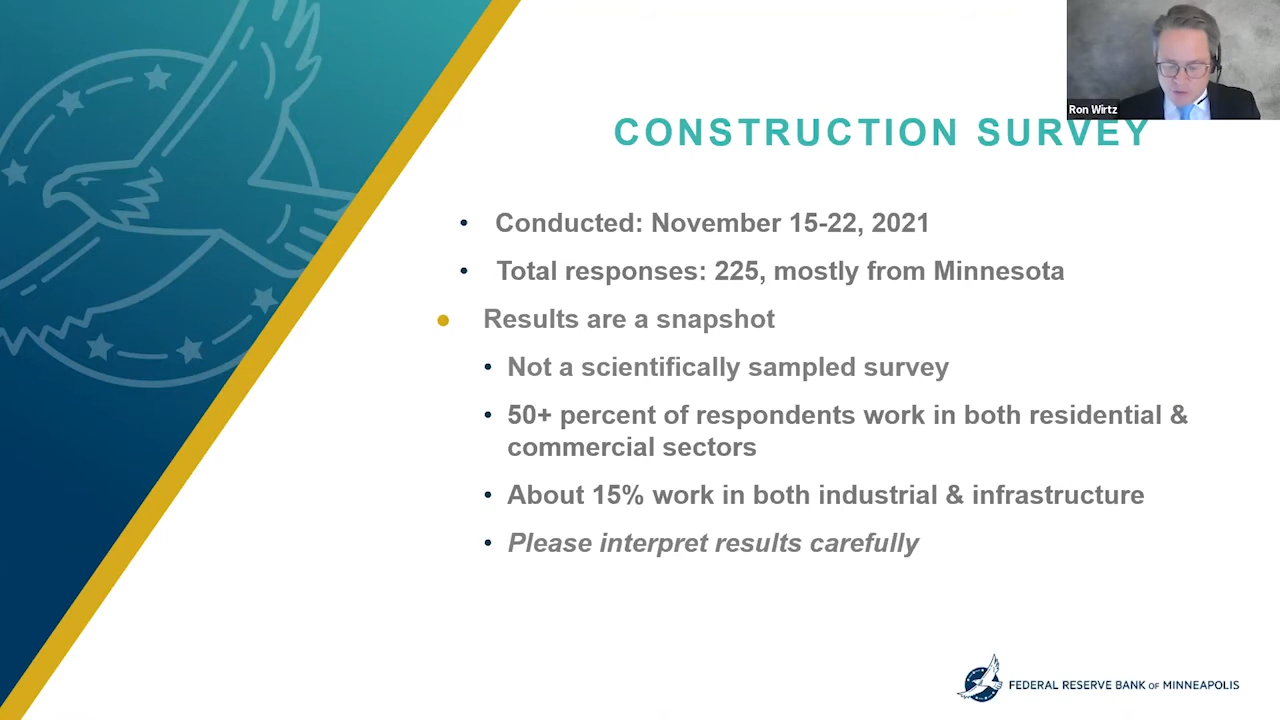 Ron Wirtz
CONSTRUCTION SURVEY
• Conducted: November 15-22, 2021
• Total responses: 225, mostly from Minnesota
• Results are a snapshot
• Not a scientifically sampled survey
• 50+ percent of respondents work in both residential &
commercial sectors
• About 15% work in both industrial & infrastructure
• Please interpret results carefully
FEDERAL RESERVE BANK OF MINNEAPOLIS